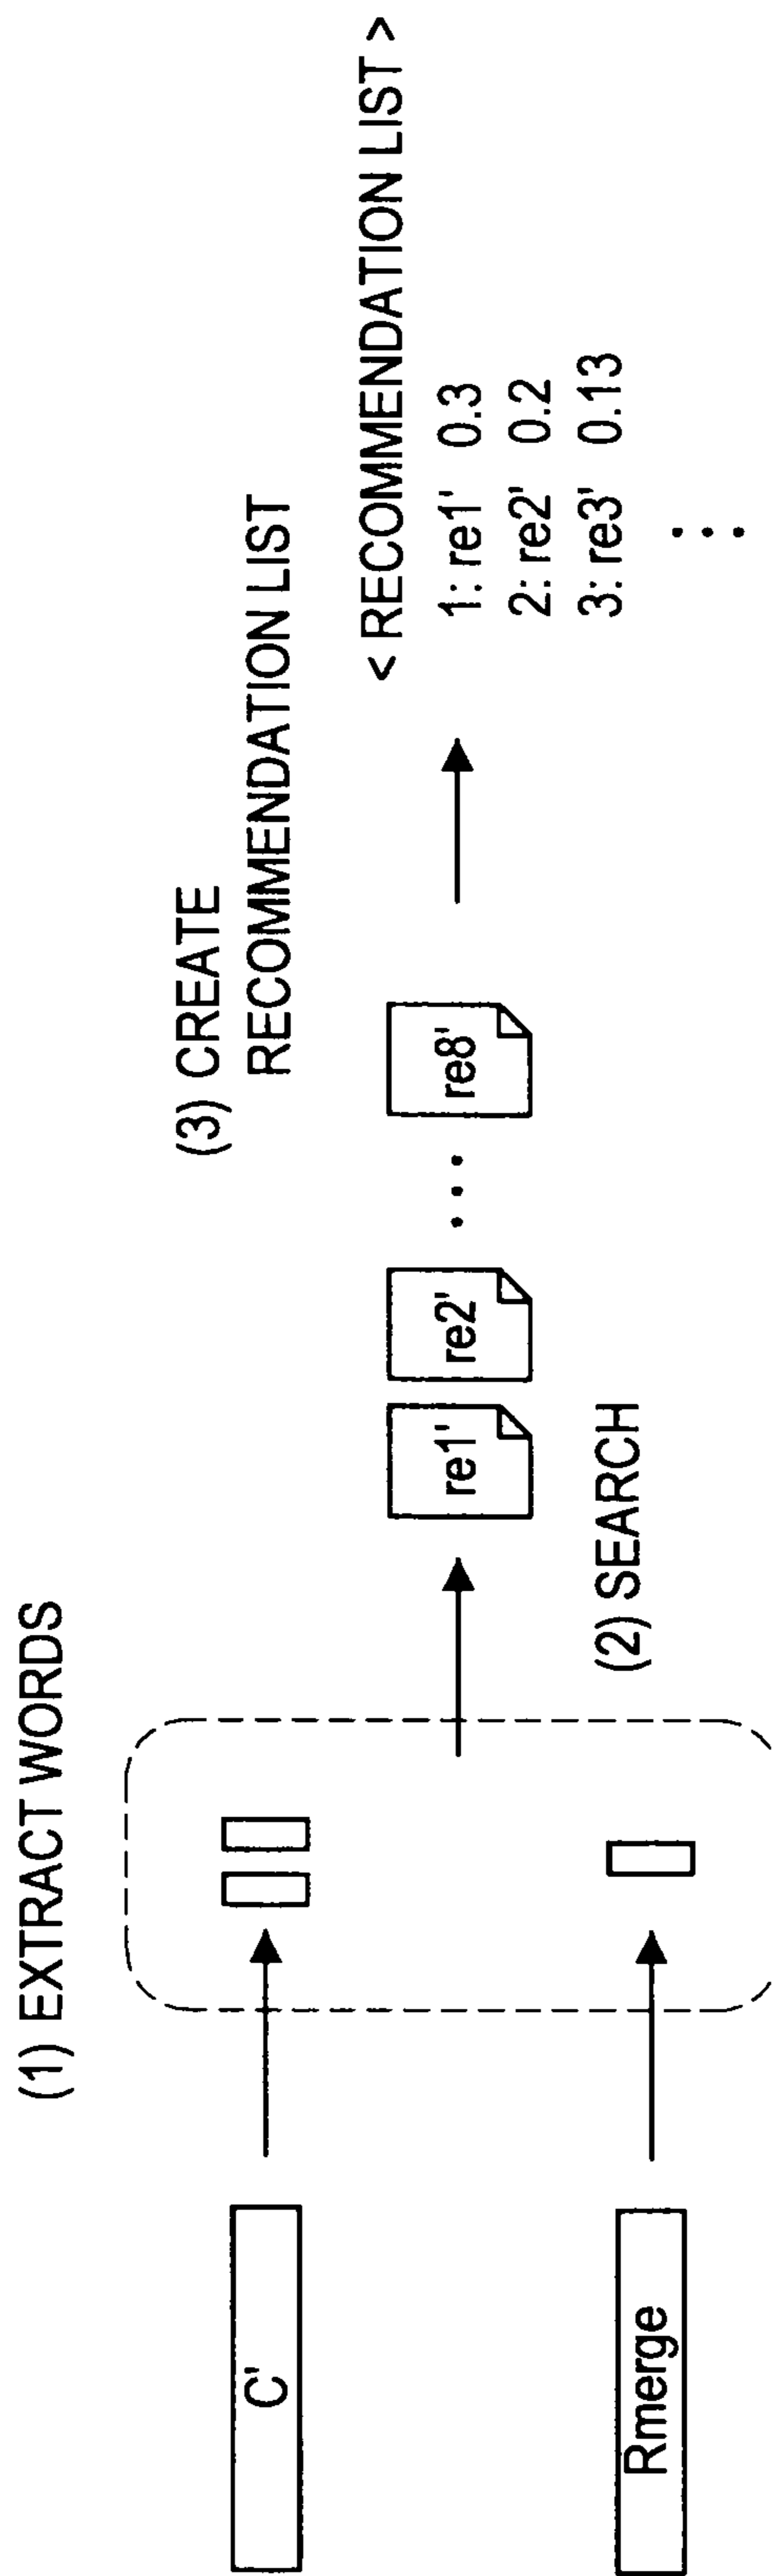 (1) EXTRACT WORDS
C'
Rmerge
(2) SEARCH
re1'
re2'
...
re8'
(3) CREATE
RECOMMENDATION LIST
< RECOMMENDATION LIST >
1: re1' 0.3
2: re2' 0.2
3: re3' 0.13
...